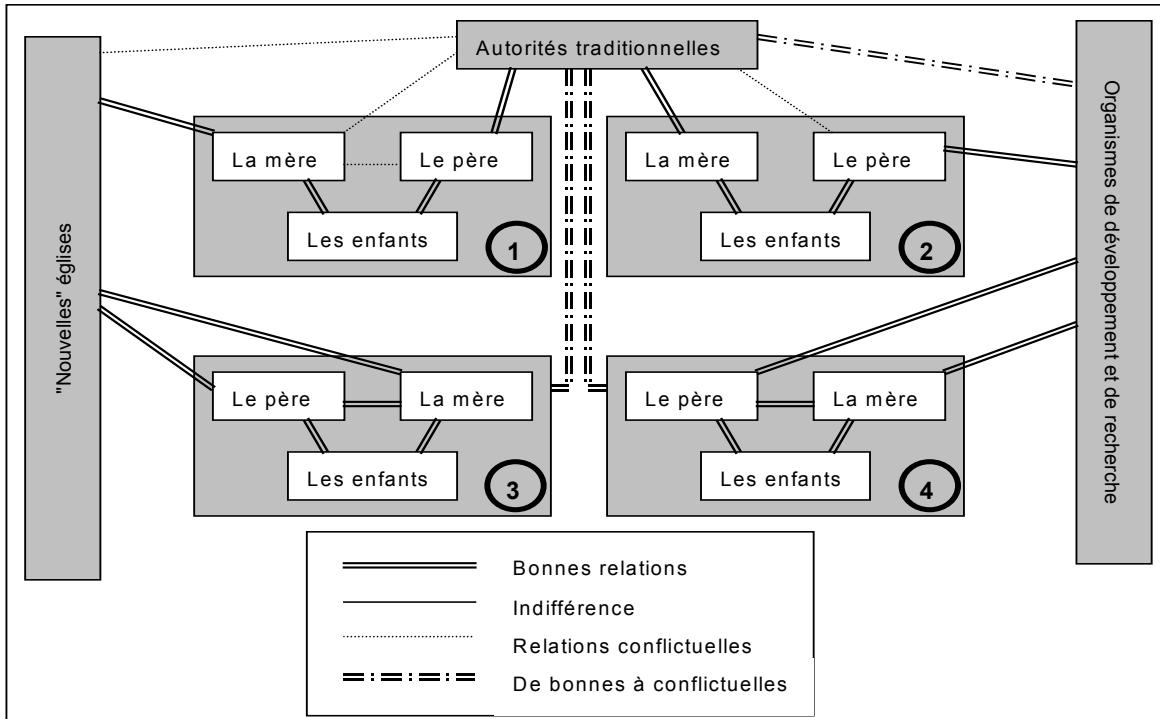 Autorités traditionnelles
"Nouvelles" églises
Organismes de développement et de recherche
La mère
Le père
Les enfants
1
La mère
Le père
Les enfants
2
Le père
La mère
Les enfants
3
Le père
La mère
Les enfants
4
Bonnes relations
Indifférence
Relations conflictuelles
De bonnes à conflictuelles